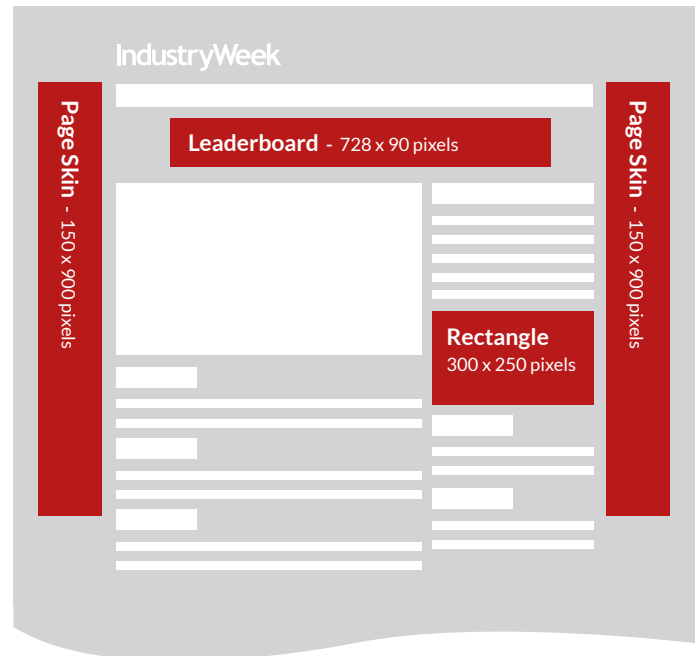 IndustryWeek
Page Skin - 150 x 900 pixels
Leaderboard - 728 x 90 pixels
Rectangle
300 x 250 pixels
Page Skin - 150 x 900 pixels